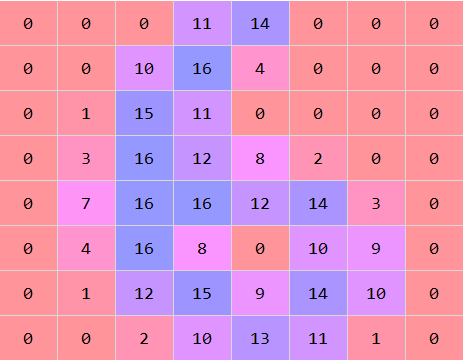 0 0 0 11 14 0 0 0
0 0 10 16 4 0 0 0
0 1 15 11 0 0 0 0
0 3 16 12 8 2 0 0
0 7 16 16 12 14 3 0
0 4 16 8 0 10 9 0
0 1 12 15 9 14 10 0
0 0 2 10 13 11 1 0